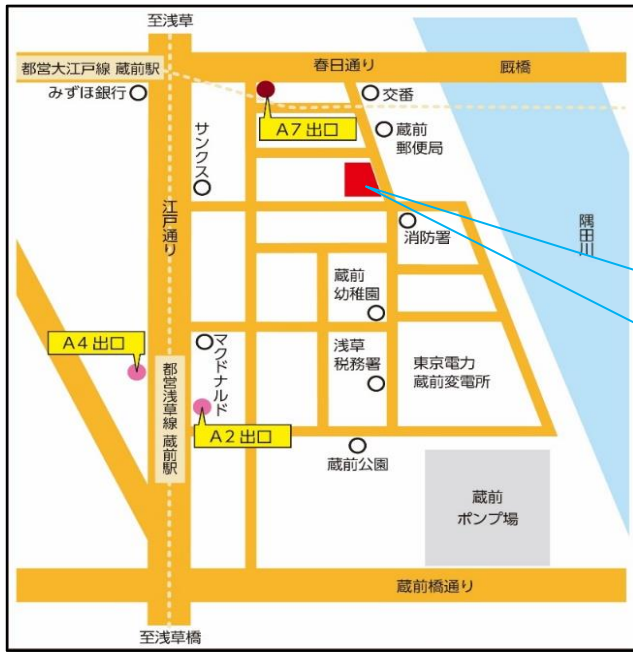 至浅草
都営大江戸線 蔵前駅
春日通り
厩橋
みずほ銀行
交番
A7出口
蔵前
郵便局
サンクス
江戸通り
消防署
隅田川
蔵前
幼稚園
A4出口
マクドナルド
浅草
税務署
東京電力
蔵前変電所
都営浅草線 蔵前駅
A2出口
蔵前公園
蔵前
ポンプ場
蔵前橋通り
至浅草橋